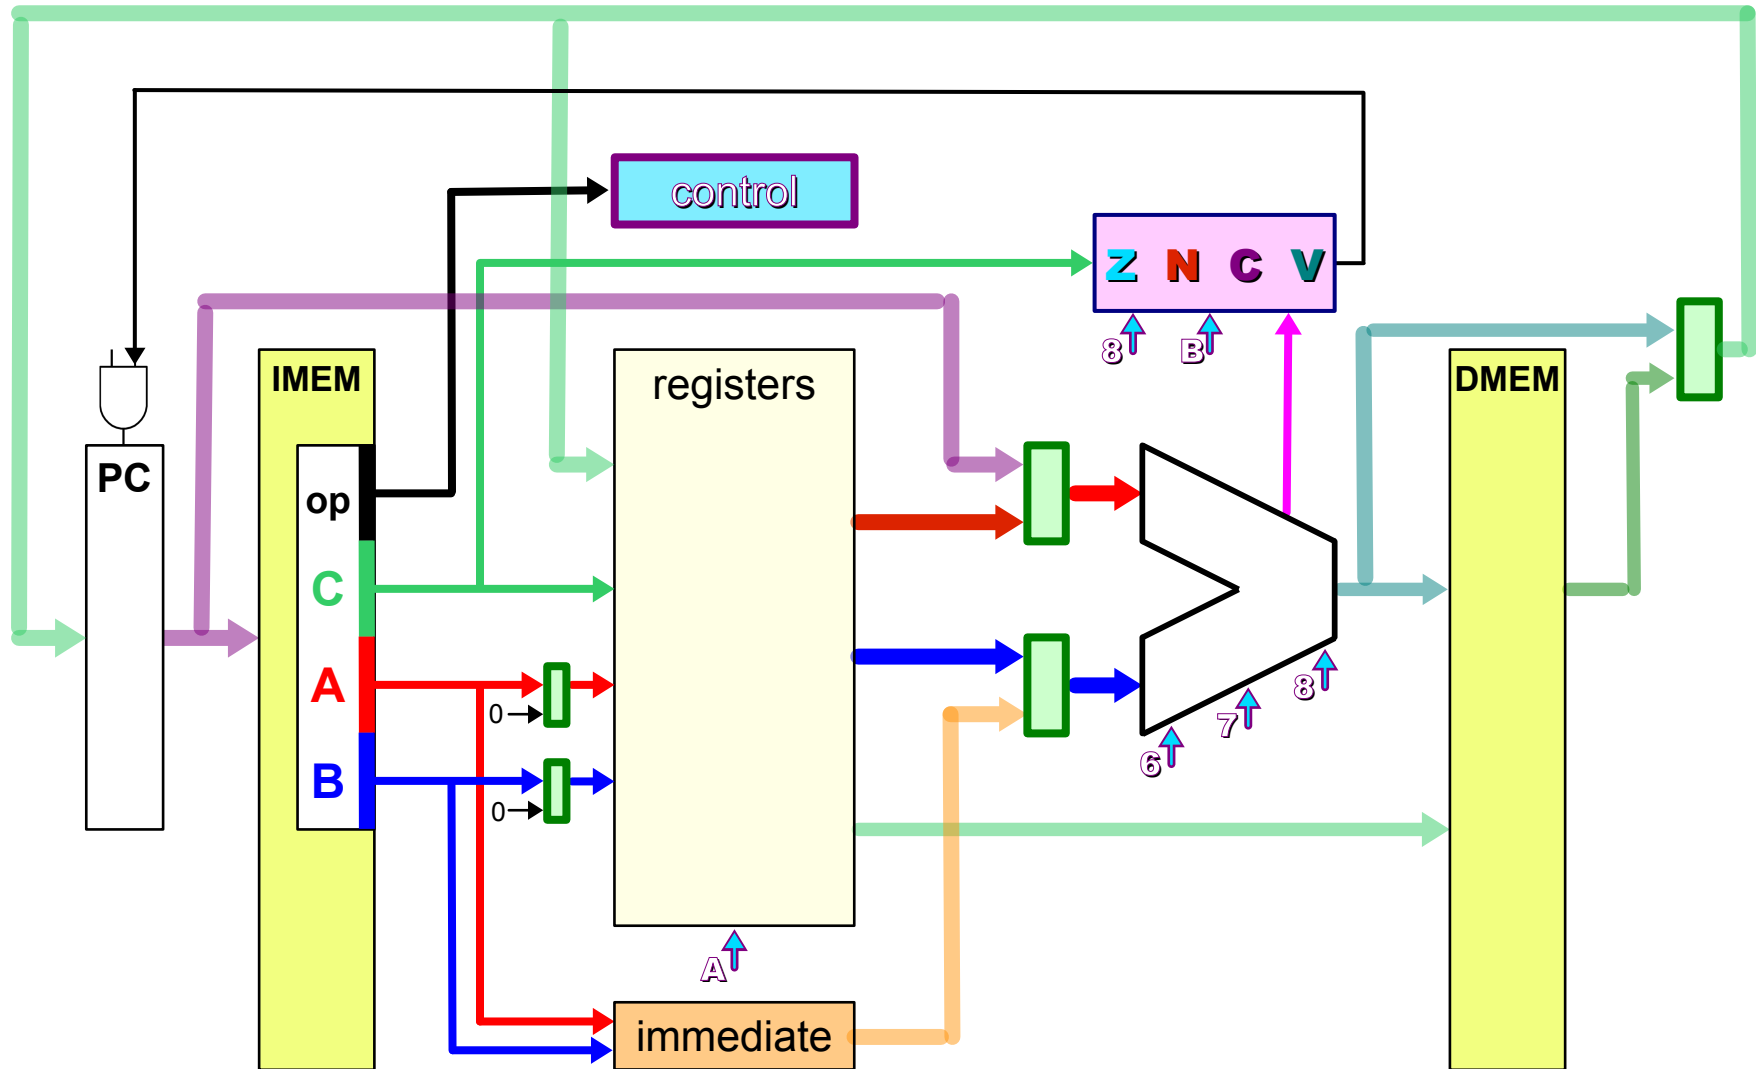 control
Z N C V
8 B
IMEM
registers
DMEM
PC
op
C
A
0
B
0
8
7
6
A
immediate